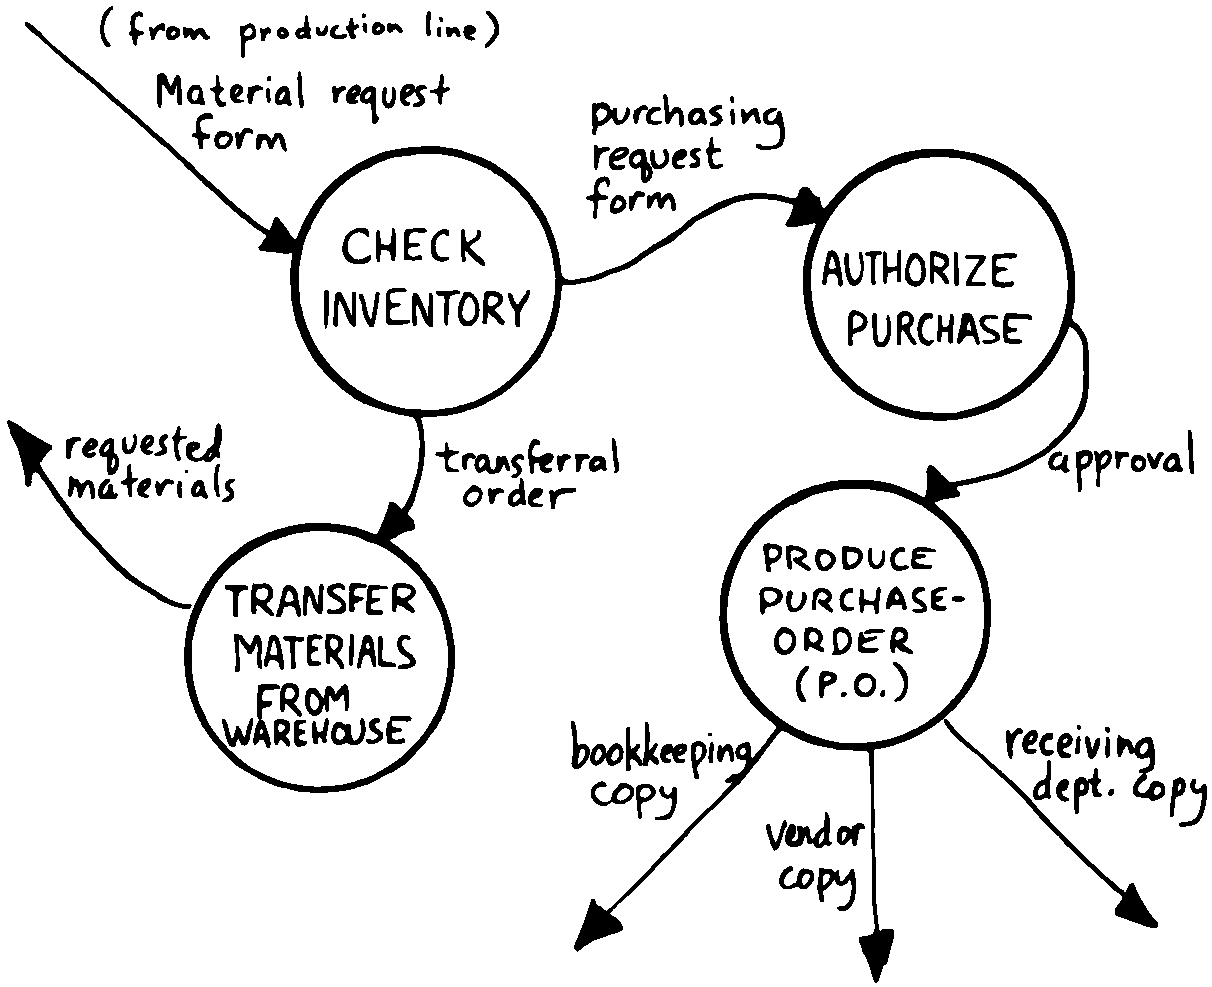 (from production line)
Material request
form
purchasing
request
form
CHECK
INVENTORY
AUTHORIZE
PURCHASE
requested
materials
transferral
order
approval
TRANSFER
MATERIALS
FROM
WAREHOUSE
PRODUCE
PURCHASE-
ORDER
(P.O.)
bookkeeping
copy
vendor
copy
receiving
dept. copy